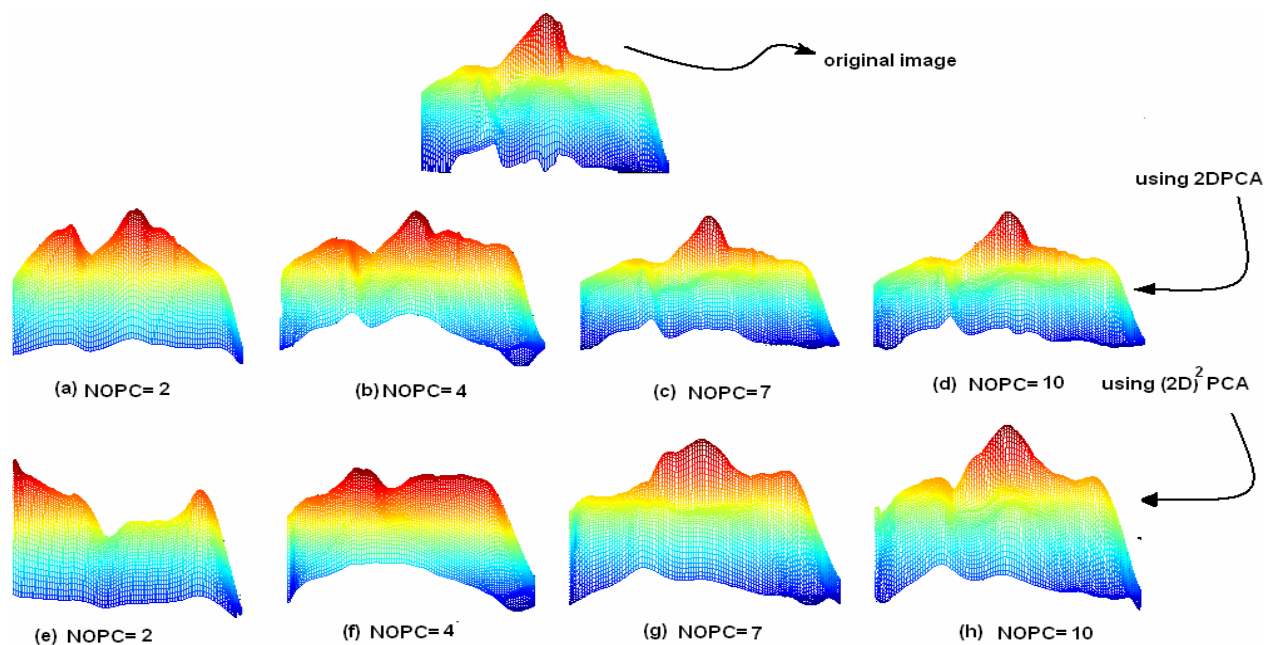 original image
using 2DPCA
(a) NOPC= 2
(b) NOPC= 4
(c) NOPC= 7
(d) NOPC= 10
using (2D)² PCA
(e) NOPC= 2
(f) NOPC= 4
(g) NOPC= 7
(h) NOPC= 10